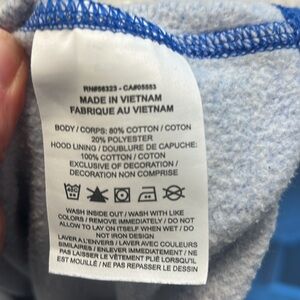 RN#56323 - CA#05553
MADE IN VIETNAM
FABRIQUE AU VIETNAM
BODY / CORPS: 80% COTTON / COTON
20% POLYESTER
HOOD LINING / DOUBLURE DE CAPUCHE:
100% COTTON / COTON
EXCLUSIVE OF DECORATION /
DECORATION NON COMPRISE
WASH INSIDE OUT / WASH WITH LIKE
COLORS / REMOVE IMMEDIATELY / DO NOT
ALLOW TO LAY ON ITSELF WHEN WET / DO
NOT IRON DESIGN
LAVER A L'ENVERS / LAVER AVEC COULEURS
SIMILAIRES / ENLEVER IMMEDIATEMENT / NE
PAS LAISSER LE VÊTEMENT PLIÉ LORSQU'IL
EST MOUILLÉ / NE PAS REPASSER LE DESSIN